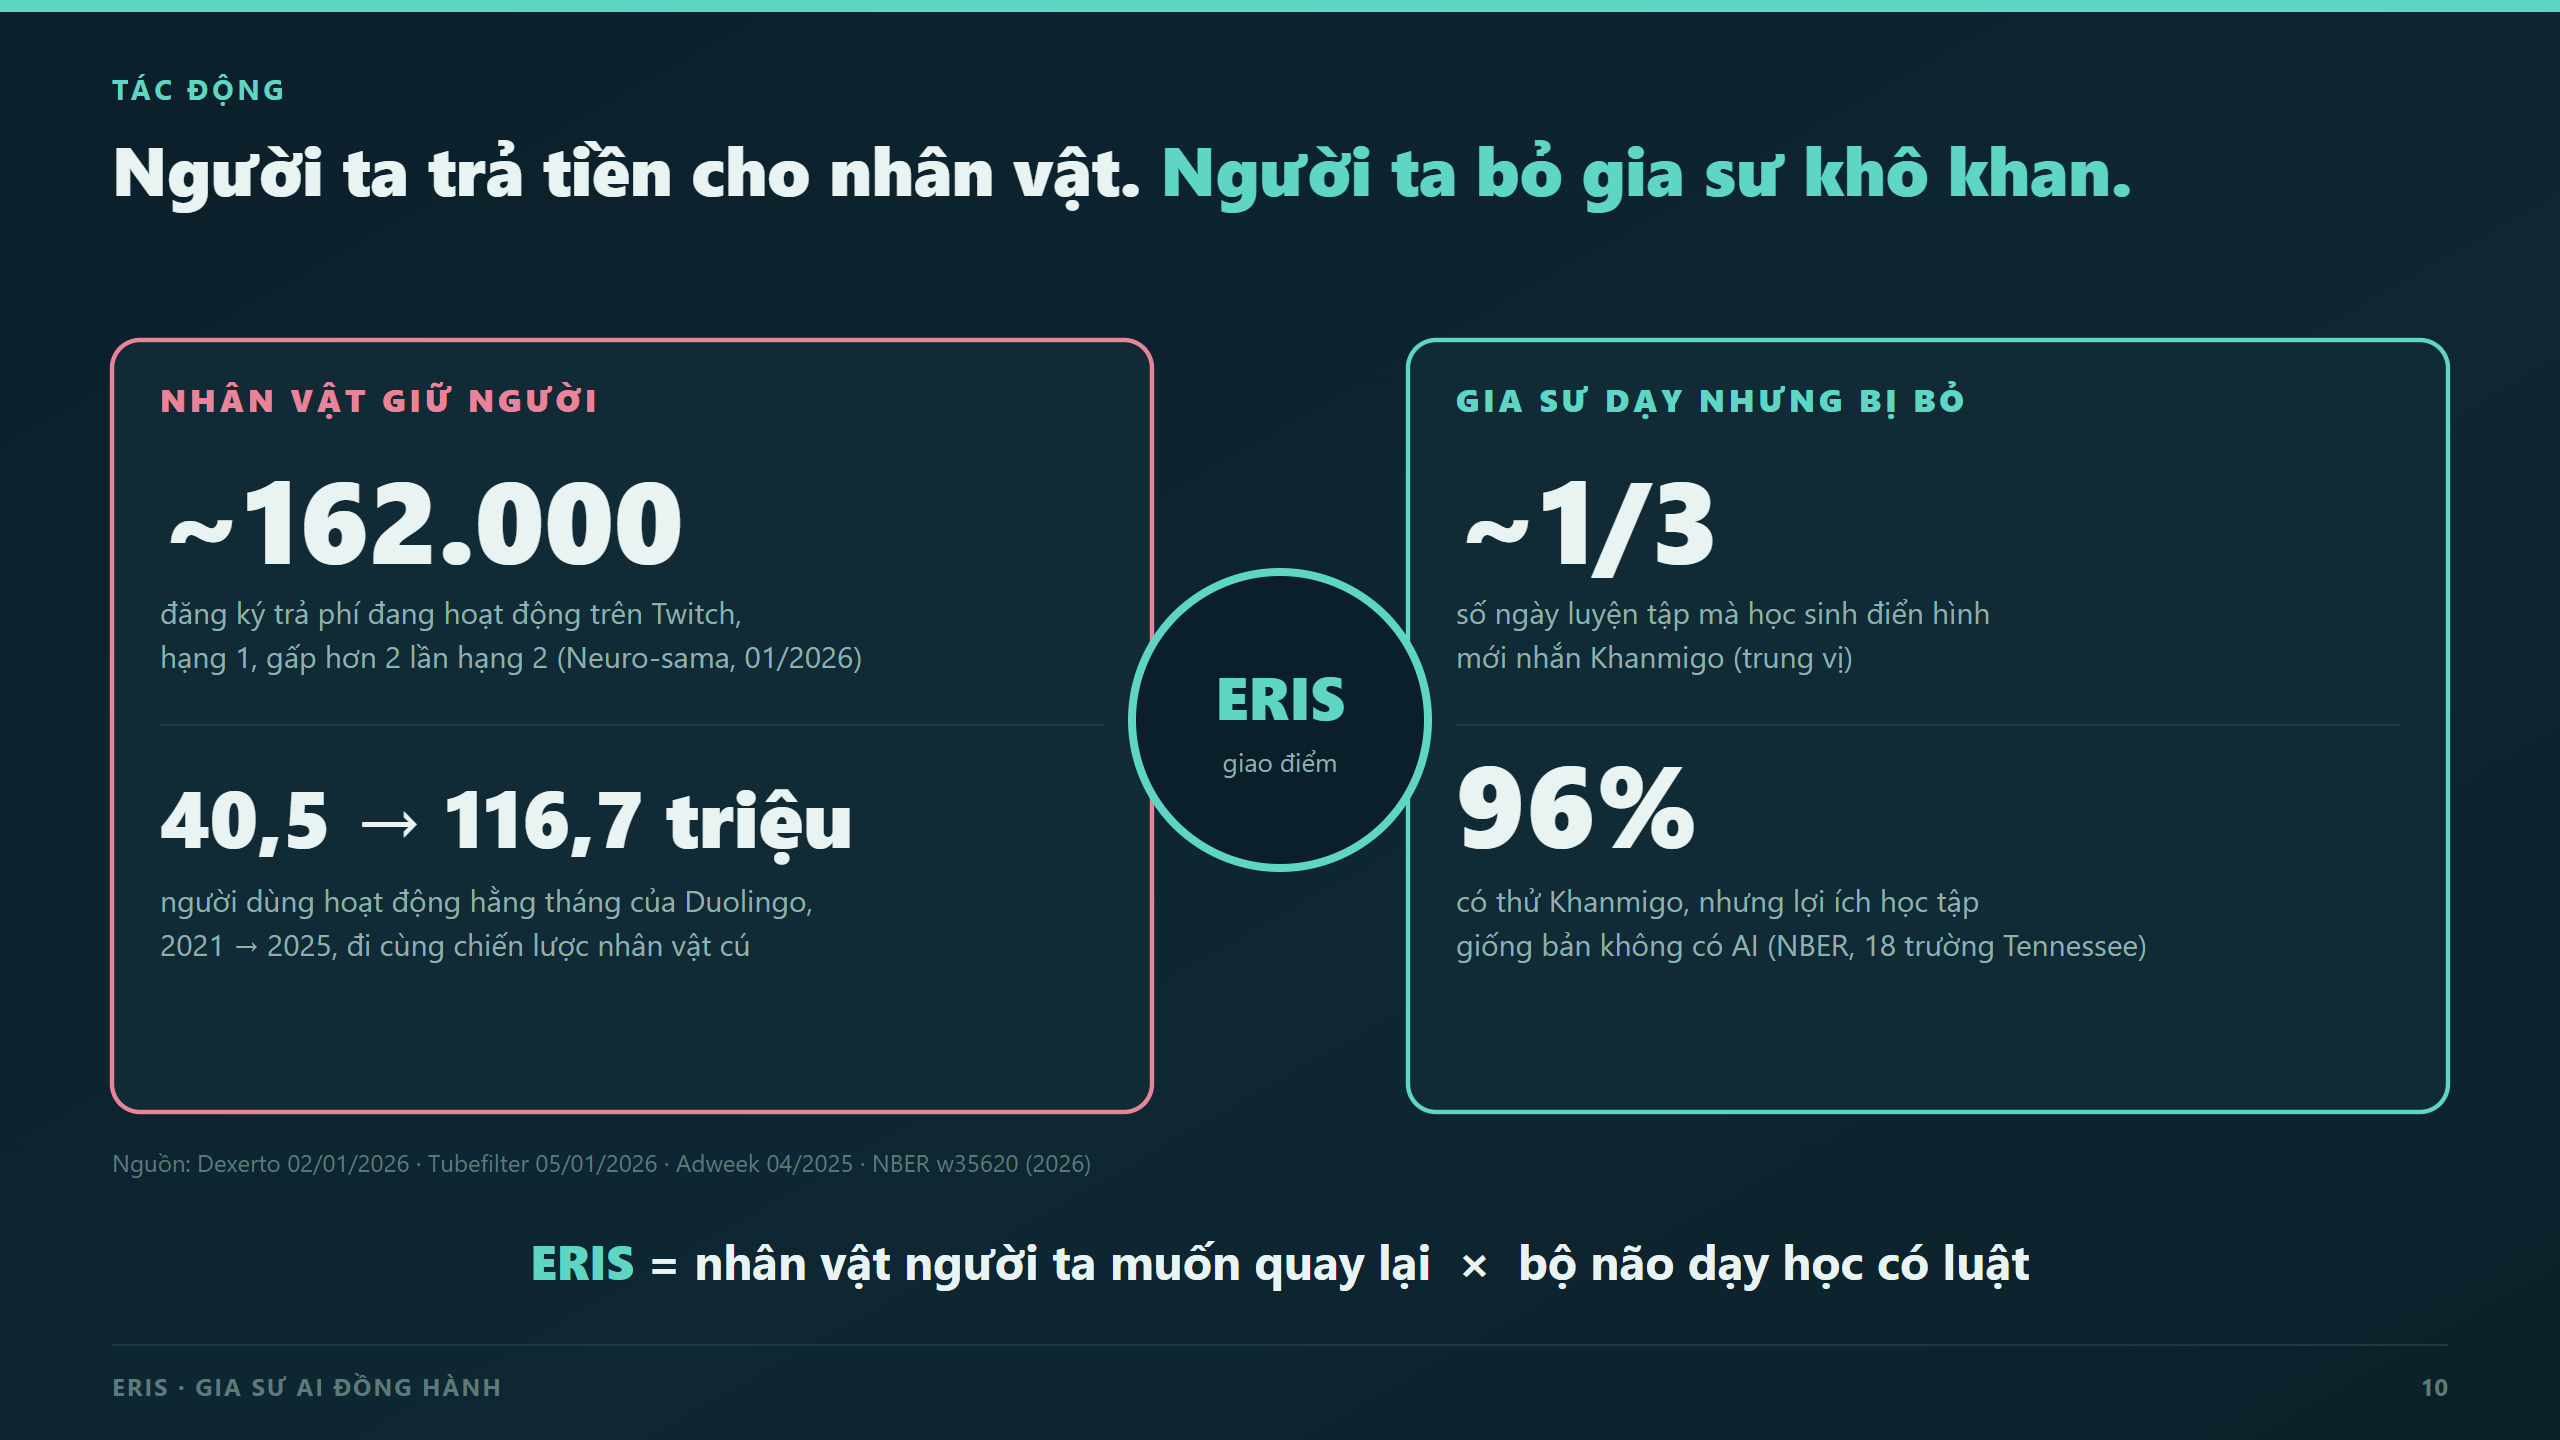 TÁC ĐỘNG
Người ta trả tiền cho nhân vật. Người ta bỏ gia sư khô khan.
NHÂN VẬT GIỮ NGƯỜI
~162.000
đăng ký trả phí đang hoạt động trên Twitch,
hạng 1, gấp hơn 2 lần hạng 2 (Neuro-sama, 01/2026)
40,5 → 116,7 triệu
người dùng hoạt động hằng tháng của Duolingo,
2021 → 2025, đi cùng chiến lược nhân vật cú
ERIS
giao điểm
GIA SƯ DẠY NHƯNG BỊ BỎ
~1/3
số ngày luyện tập mà học sinh điển hình
mới nhắn Khanmigo (trung vị)
96%
có thử Khanmigo, nhưng lợi ích học tập
giống bản không có AI (NBER, 18 trường Tennessee)
Nguồn: Dexerto 02/01/2026 · Tubefilter 05/01/2026 · Adweek 04/2025 · NBER w35620 (2026)
ERIS = nhân vật người ta muốn quay lại × bộ não dạy học có luật
ERIS · GIA SƯ AI ĐỒNG HÀNH
10